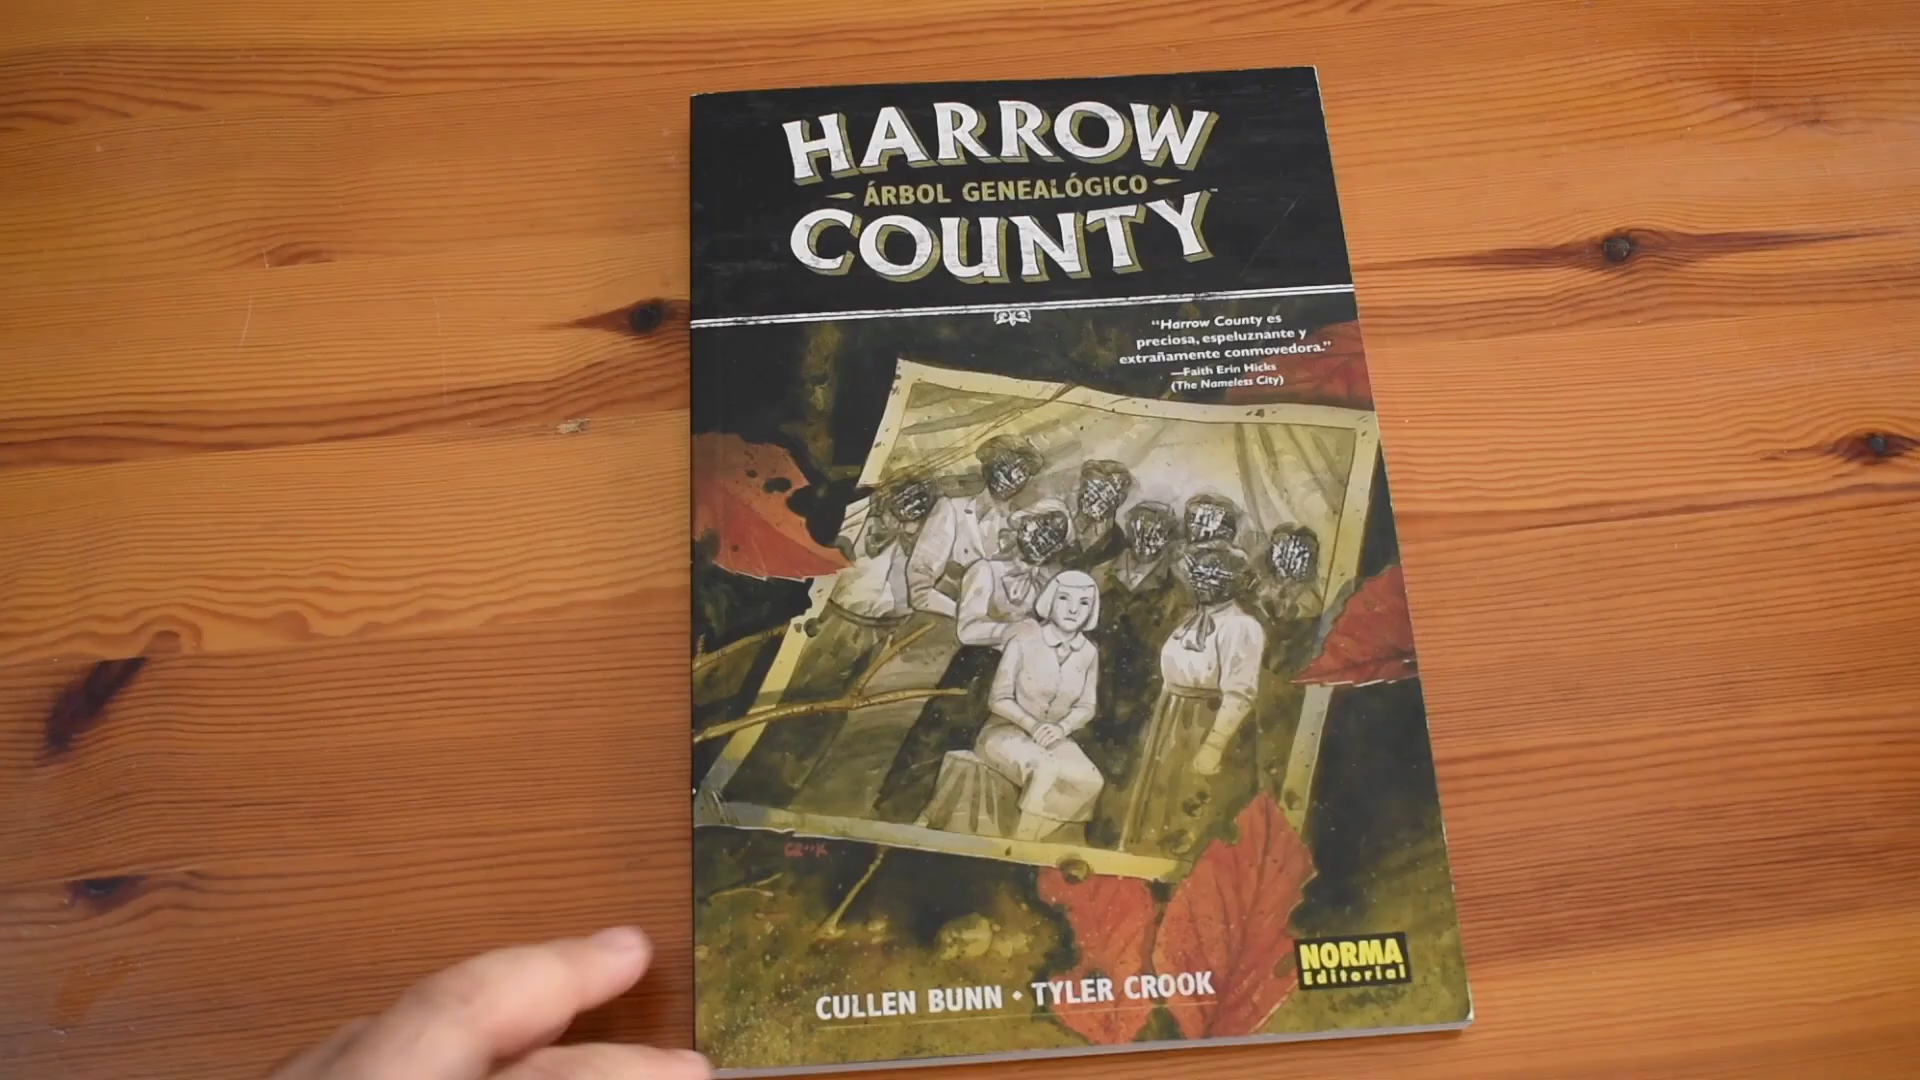 HARROW
ÁRBOL GENEALÓGICO
COUNTY
“Harrow County es
preciosa, espeluznante y
extrañamente conmovedora.”
—Faith Erin Hicks
(The Nameless City)
CROOK
CULLEN BUNN • TYLER CROOK
NORMA
Editorial